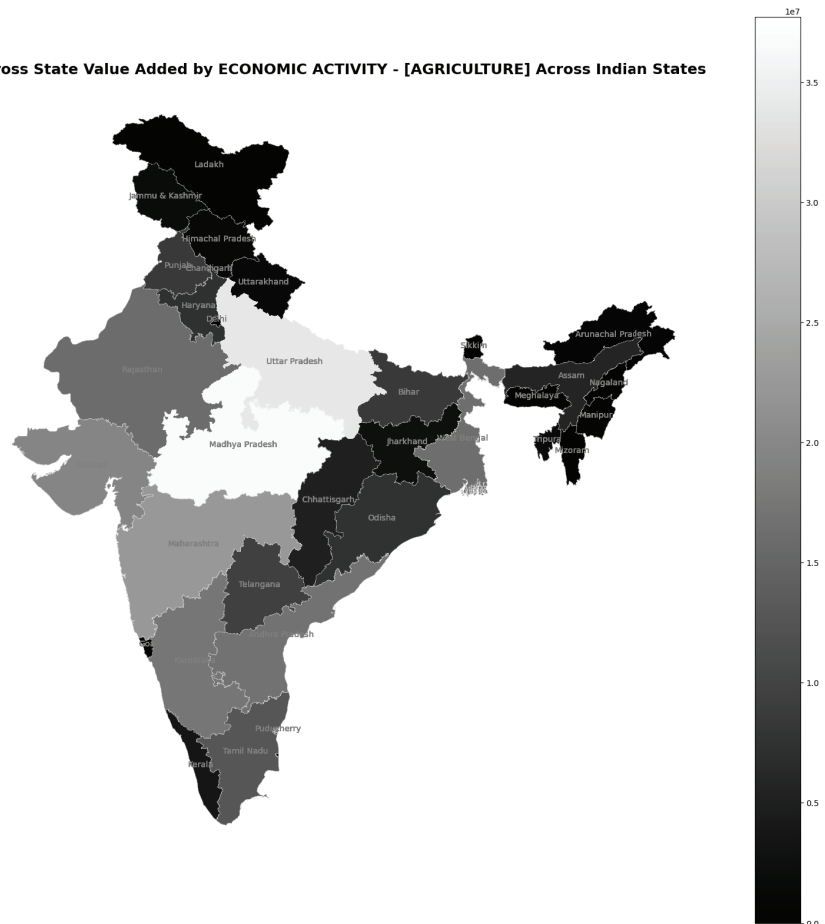 1e7
oss State Value Added by ECONOMIC ACTIVITY - [AGRICULTURE] Across Indian States
3.5
Ladakh
Jammu & Kashmir
3.0
Himachal Pradesh
Punjab
Chandigarh
Uttarakhand
Haryana
Delhi
2.5
Arunachal Pradesh
Sikkim
Uttar Pradesh
Rajasthan
Assam
Nagaland
Bihar
Meghalaya
Manipur
2.0
Madhya Pradesh
Jharkhand
West Bengal
Tripura
Mizoram
Gujarat
Chhattisgarh
Odisha
Maharashtra
1.5
Telangana
Andhra Pradesh
Goa
Karnataka
1.0
Puducherry
Tamil Nadu
Kerala
0.5
0.0